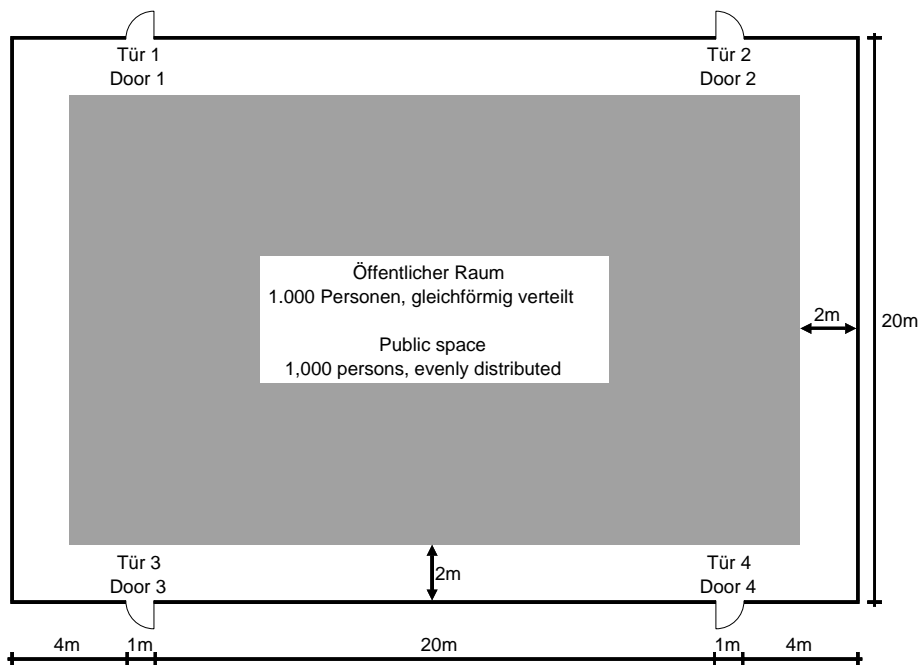 Tür 1
Door 1
Tür 2
Door 2
Öffentlicher Raum
1.000 Personen, gleichförmig verteilt
Public space
1,000 persons, evenly distributed
2m
20m
Tür 3
Door 3
2m
Tür 4
Door 4
4m
1m
20m
1m
4m